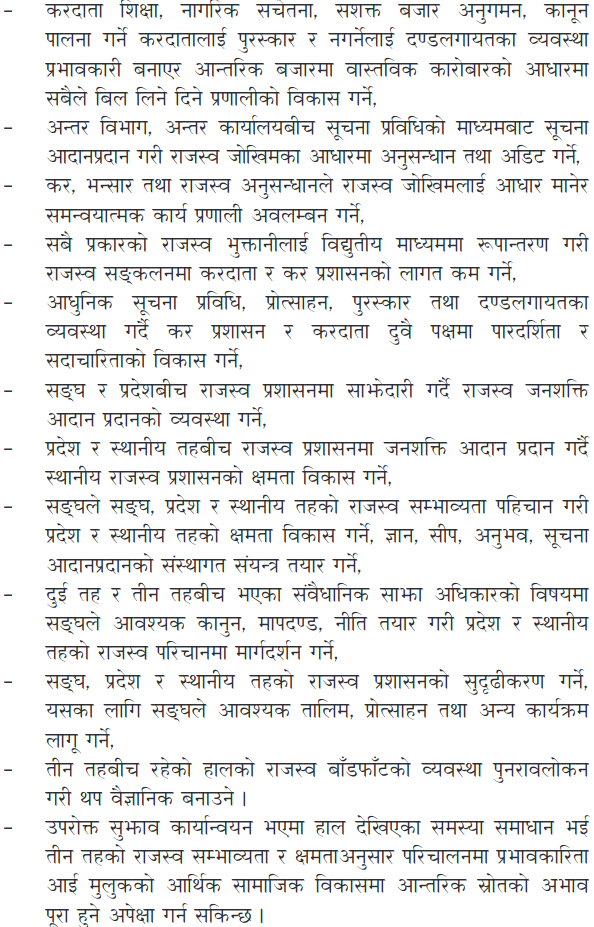 – करदाता शिक्षा, नागरिक सचेतना, सशक्त बजार अनुगमन, कानून
पालना गर्ने करदातालाई पुरस्कार र नगर्नेलाई दण्डलगायतका व्यवस्था
प्रभावकारी बनाएर आन्तरिक बजारमा वास्तविक कारोबारको आधारमा
सबैले बिल लिने दिने प्रणालीको विकास गर्ने,
– अन्तर विभाग, अन्तर कार्यालयबीच सूचना प्रविधिको माध्यमबाट सूचना
आदानप्रदान गरी राजस्व जोखिमका आधारमा अनुसन्धान तथा अडिट गर्ने,
– कर, भन्सार तथा राजस्व अनुसन्धानले राजस्व जोखिमलाई आधार मानेर
समन्वयात्मक कार्य प्रणाली अवलम्बन गर्ने,
– सबै प्रकारको राजस्व भुक्तानीलाई विद्युतीय माध्यममा रूपान्तरण गरी
राजस्व सङ्कलनमा करदाता र कर प्रशासनको लागत कम गर्ने,
– आधुनिक सूचना प्रविधि, प्रोत्साहन, पुरस्कार तथा दण्डलगायतका
व्यवस्था गर्दै कर प्रशासन र करदाता दुवै पक्षमा पारदर्शिता र
सदाचारिताको विकास गर्ने,
– सङ्घ र प्रदेशबीच राजस्व प्रशासनमा साझेदारी गर्दै राजस्व जनशक्ति
आदान प्रदानको व्यवस्था गर्ने,
– प्रदेश र स्थानीय तहबीच राजस्व प्रशासनमा जनशक्ति आदान प्रदान गर्दै
स्थानीय राजस्व प्रशासनको क्षमता विकास गर्ने,
– सङ्घले सङ्घ, प्रदेश र स्थानीय तहको राजस्व सम्भाव्यता पहिचान गरी
प्रदेश र स्थानीय तहको क्षमता विकास गर्ने, ज्ञान, सीप, अनुभव, सूचना
आदानप्रदानको संस्थागत संयन्त्र तयार गर्ने,
– दुई तह र तीन तहबीच भएका संवैधानिक साझा अधिकारको विषयमा
सङ्घले आवश्यक कानुन, मापदण्ड, नीति तयार गरी प्रदेश र स्थानीय
तहको राजस्व परिचानमा मार्गदर्शन गर्ने,
– सङ्घ, प्रदेश र स्थानीय तहको राजस्व प्रशासनको सुदृढीकरण गर्ने,
यसका लागि सङ्घले आवश्यक तालिम, प्रोत्साहन तथा अन्य कार्यक्रम
लागू गर्ने,
– तीन तहबीच रहेको हालको राजस्व बाँडफाँटको व्यवस्था पुनरावलोकन
गरी थप वैज्ञानिक बनाउने ।
– उपरोक्त सुझाव कार्यान्वयन भएमा हाल देखिएका समस्या समाधान भई
तीन तहको राजस्व सम्भाव्यता र क्षमताअनुसार परिचालनमा प्रभावकारिता
आई मुलुकको आर्थिक सामाजिक विकासमा आन्तरिक स्रोतको अभाव
पूरा हुने अपेक्षा गर्न सकिन्छ ।